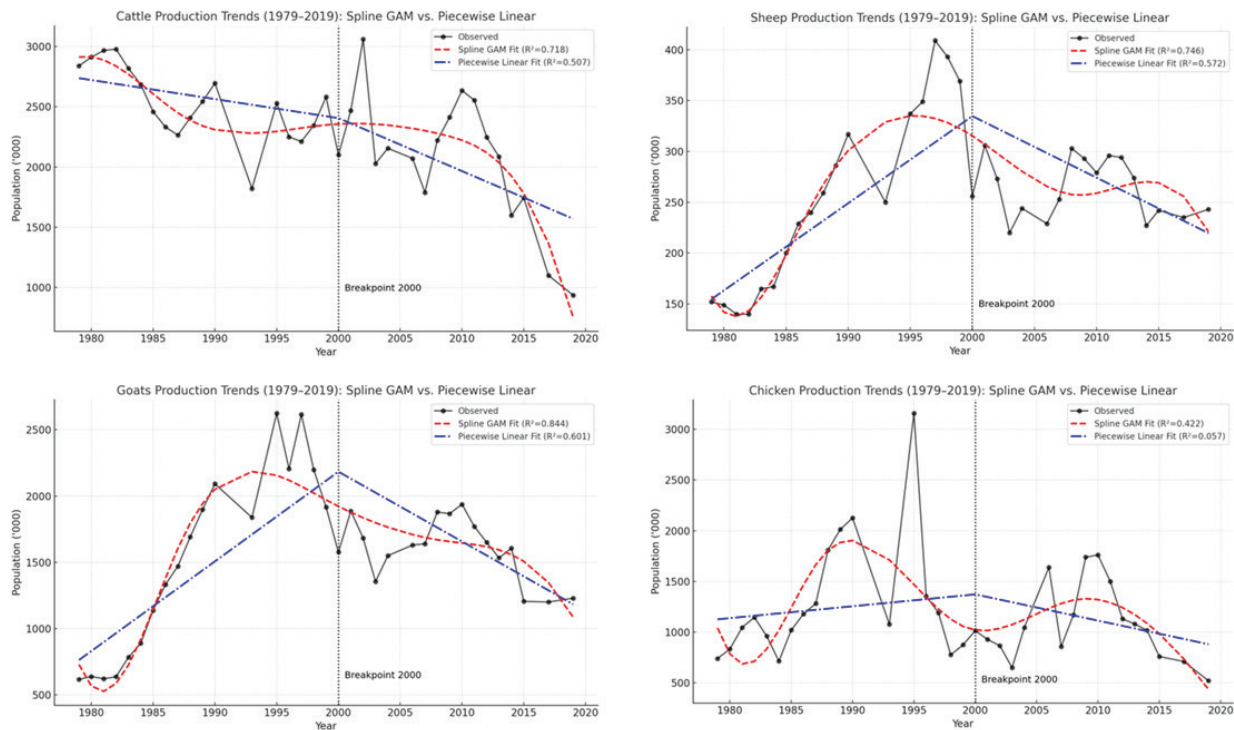 Cattle Production Trends (1979–2019): Spline GAM vs. Piecewise Linear
Observed
Spline GAM Fit (R²=0.718)
Piecewise Linear Fit (R²=0.507)
Population ('000)
3000
2500
2000
1500
1000
Breakpoint 2000
1980 1985 1990 1995 2000 2005 2010 2015 2020
Year
Sheep Production Trends (1979–2019): Spline GAM vs. Piecewise Linear
Observed
Spline GAM Fit (R²=0.746)
Piecewise Linear Fit (R²=0.572)
Population ('000)
400
350
300
250
200
150
Breakpoint 2000
1980 1985 1990 1995 2000 2005 2010 2015 2020
Year
Goats Production Trends (1979–2019): Spline GAM vs. Piecewise Linear
Observed
Spline GAM Fit (R²=0.844)
Piecewise Linear Fit (R²=0.601)
Population ('000)
2500
2000
1500
1000
500
Breakpoint 2000
1980 1985 1990 1995 2000 2005 2010 2015 2020
Year
Chicken Production Trends (1979–2019): Spline GAM vs. Piecewise Linear
Observed
Spline GAM Fit (R²=0.422)
Piecewise Linear Fit (R²=0.057)
Population ('000)
3000
2500
2000
1500
1000
500
Breakpoint 2000
1980 1985 1990 1995 2000 2005 2010 2015 2020
Year